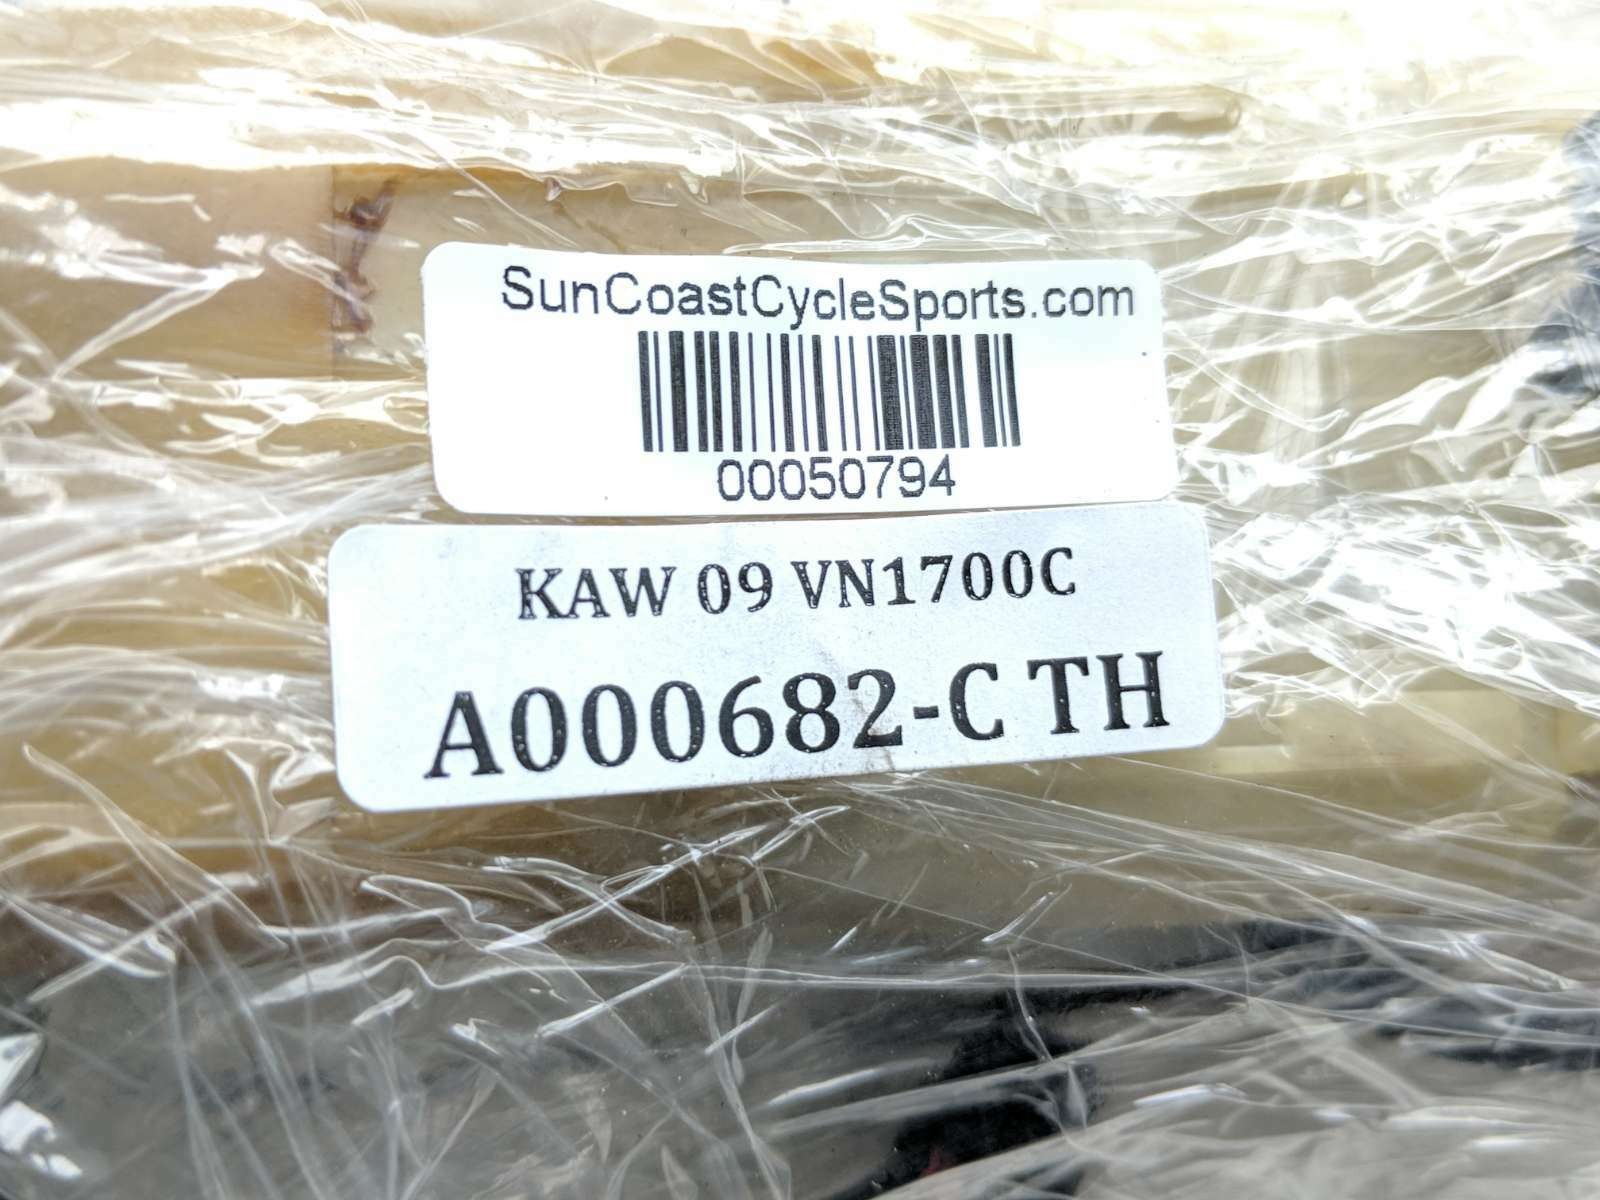 SunCoastCycleSports.com
00050794
KAW 09 VN1700C
A000682-C TH